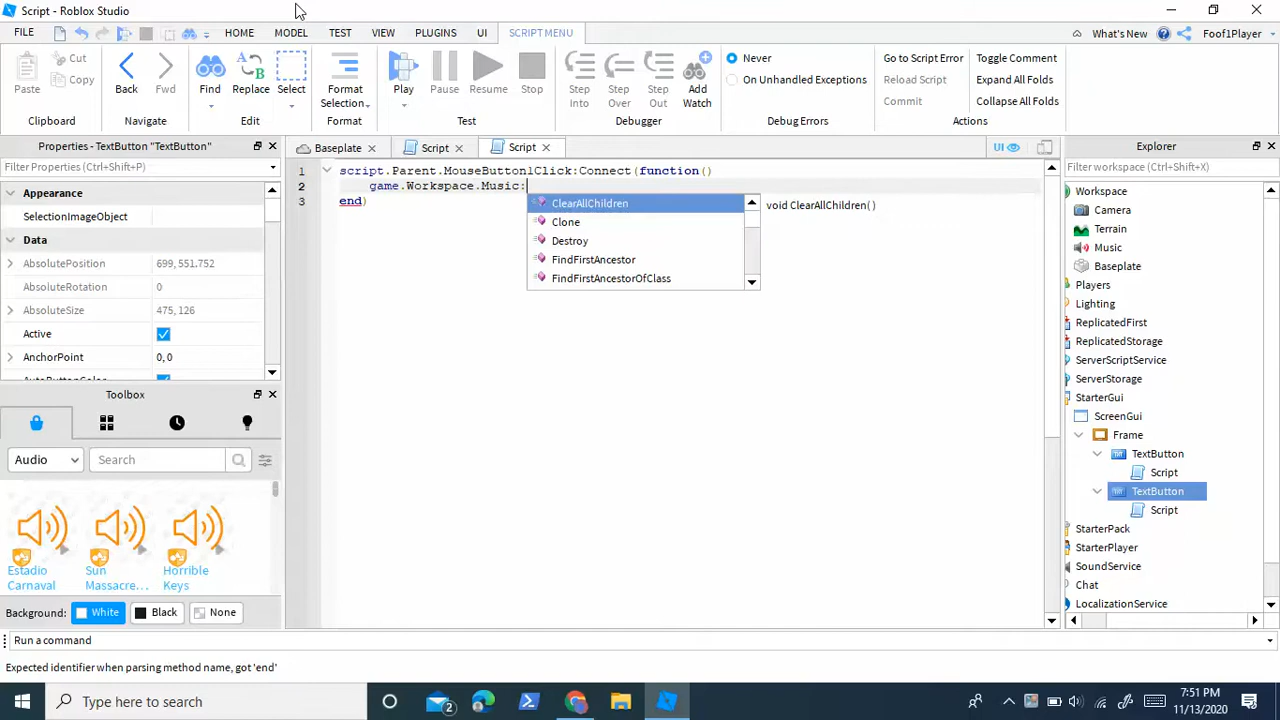 Script - Roblox Studio
FILE HOME MODEL TEST VIEW PLUGINS UI SCRIPT MENU What's New Foof1Player
Paste Cut Copy Clipboard
Back Fwd Navigate
Find Replace Select Edit
Format Selection Format
Play Pause Resume Stop Test
Step Into Step Over Step Out Add Watch Debugger
Never
On Unhandled Exceptions
Debug Errors
Go to Script Error
Reload Script
Commit
Toggle Comment
Expand All Folds
Collapse All Folds
Actions
Properties - TextButton "TextButton"
Filter Properties (Ctrl+Shift+P)
Appearance
SelectionImageObject
Data
AbsolutePosition 699, 551.752
AbsoluteRotation 0
AbsoluteSize 475, 126
Active
AnchorPoint 0, 0
AutoButtonColor
Toolbox
Audio Search
Estadio Carnaval
Sun Massacre...
Horrible Keys
Background: White Black None
Baseplate Script Script UI
1 script.Parent.MouseButton1Click:Connect(function()
2 game.Workspace.Music:
3 end)
ClearAllChildren
Clone
Destroy
FindFirstAncestor
FindFirstAncestorOfClass
void ClearAllChildren()
Explorer
Filter workspace (Ctrl+Shift+X)
Workspace
Camera
Terrain
Music
Baseplate
Players
Lighting
ReplicatedFirst
ReplicatedStorage
ServerScriptService
ServerStorage
StarterGui
ScreenGui
Frame
TextButton
Script
TextButton
Script
StarterPack
StarterPlayer
SoundService
Chat
LocalizationService
Run a command
Expected identifier when parsing method name, got 'end'
Type here to search
2
7:51 PM
11/13/2020